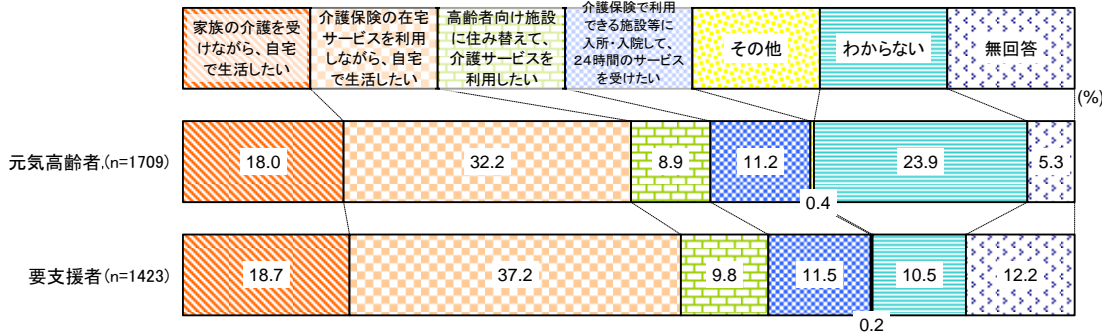 家族の介護を受
けながら、自宅
で生活したい
介護保険の在宅
サービスを利用
しながら、自宅
で生活したい
高齢者向け施設
に住み替えて、
介護サービスを
利用したい
介護保険で利用
できる施設等に
入所・入院して、
24時間のサービス
を受けたい
その他
わからない
無回答
(%)
元気高齢者.(n=1709)
18.0
32.2
8.9
11.2
0.4
23.9
5.3
要支援者(n=1423)
18.7
37.2
9.8
11.5
0.2
10.5
12.2